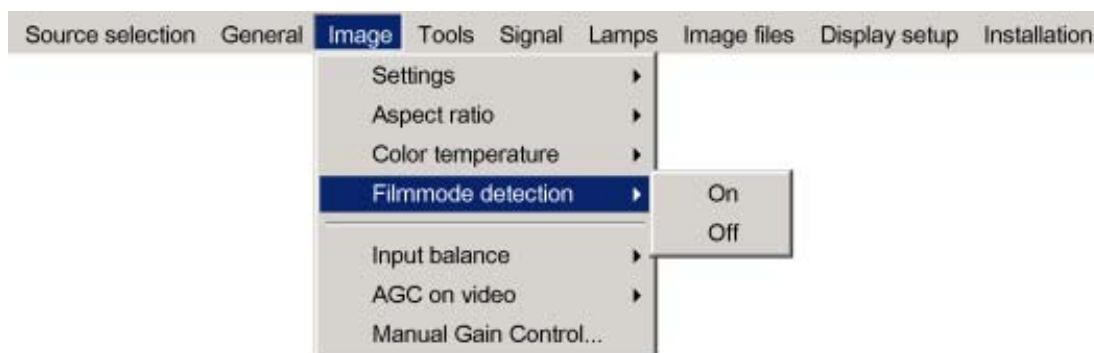 Source selection General Image Tools Signal Lamps Image files Display setup Installation
Settings
Aspect ratio
Color temperature
Filmmode detection
On
Off
Input balance
AGC on video
Manual Gain Control...